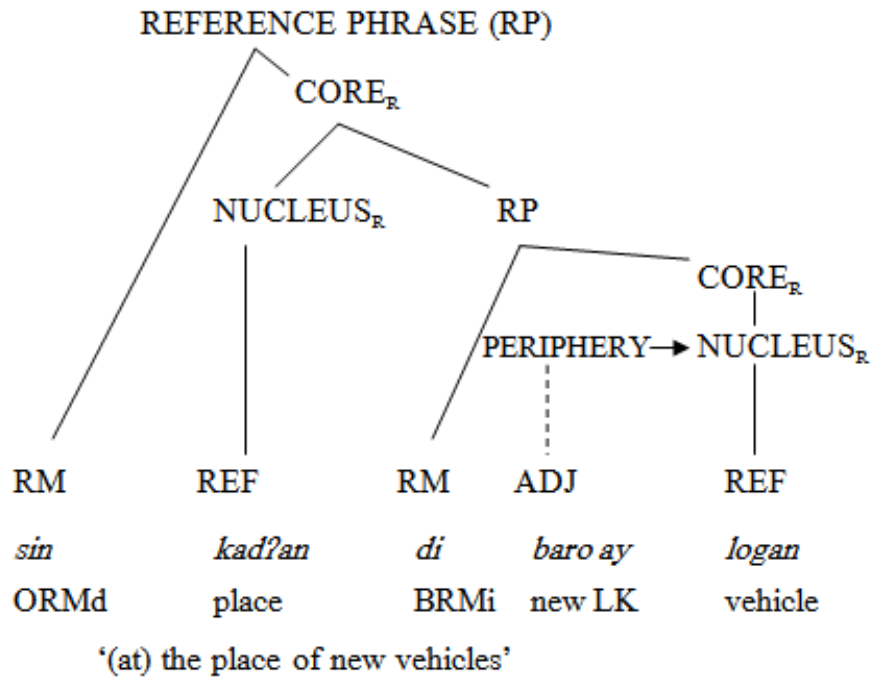 REFERENCE PHRASE (RP)
CORE_R
NUCLEUS_R RP
CORE_R
PERIPHERY NUCLEUS_R
RM REF RM ADJ REF
sin kad?an di baro ay logan
ORMd place BRMi new LK vehicle
‘(at) the place of new vehicles’